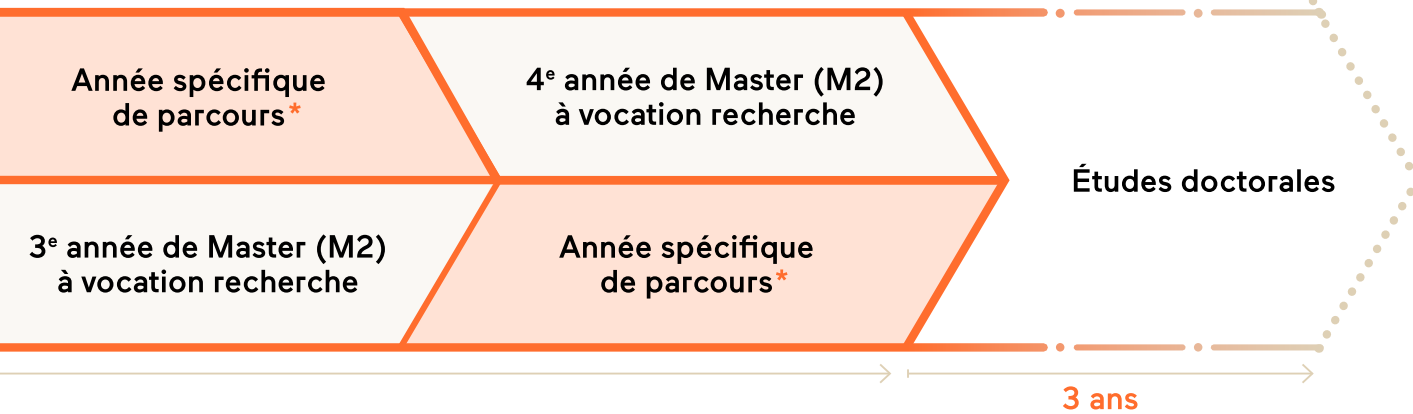 Année spécifique
de parcours*
4e année de Master (M2)
à vocation recherche
Études doctorales
3e année de Master (M2)
à vocation recherche
Année spécifique
de parcours*
3 ans